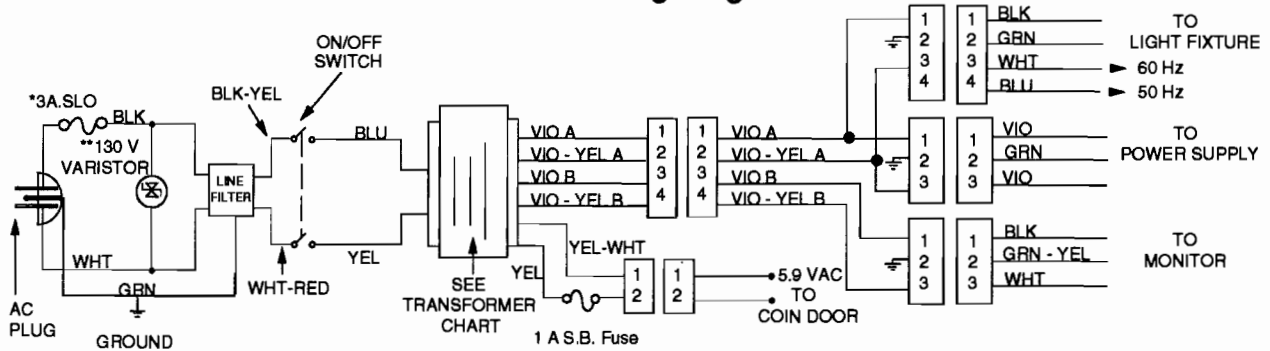 ON/OFF
SWITCH
*3A.SLO
BLK
BLK-YEL
**130 V
VARISTOR
LINE
FILTER
BLU
YEL
WHT-RED
WHT
GRN
AC
PLUG
GROUND
SEE
TRANSFORMER
CHART
VIO A
VIO - YEL A
VIO B
VIO - YEL B
YEL-WHT
YEL
1 A S.B. Fuse
1
2
3
4
1
2
3
4
VIO A
VIO - YEL A
VIO B
VIO - YEL B
1
2
1
2
5.9 VAC
TO
COIN DOOR
1
2
3
4
1
2
3
4
BLK
GRN
WHT
BLU
TO
LIGHT FIXTURE
60 Hz
50 Hz
1
2
3
1
2
3
VIO
GRN
VIO
TO
POWER SUPPLY
1
2
3
1
2
3
BLK
GRN - YEL
WHT
TO
MONITOR